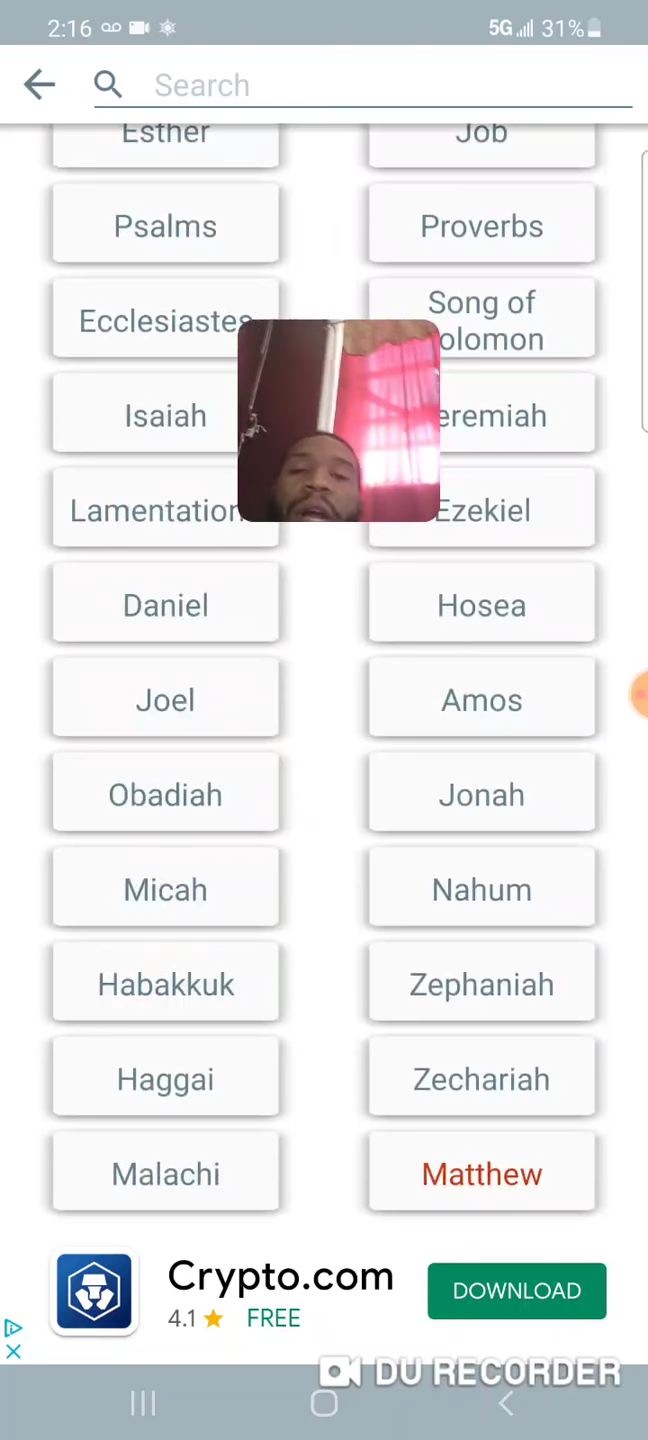 2:16 5G 31%
Search
Esther Job
Psalms Proverbs
Ecclesiastes Song of
olomon
Isaiah eremiah
Lamentation Ezekiel
Daniel Hosea
Joel Amos
Obadiah Jonah
Micah Nahum
Habakkuk Zephaniah
Haggai Zechariah
Malachi Matthew
Crypto.com
4.1 FREE
DOWNLOAD
DU RECORDER